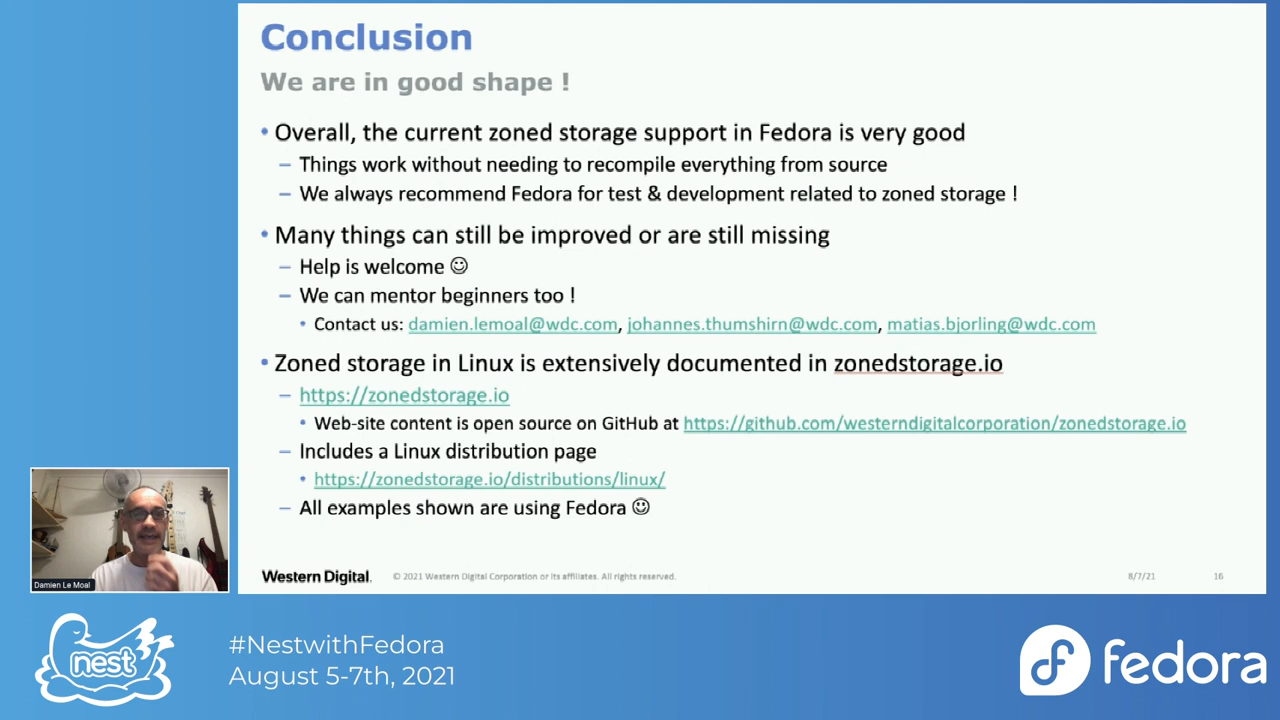 Conclusion
We are in good shape !
• Overall, the current zoned storage support in Fedora is very good
– Things work without needing to recompile everything from source
– We always recommend Fedora for test & development related to zoned storage !
• Many things can still be improved or are still missing
– Help is welcome ☺
– We can mentor beginners too !
• Contact us: damien.lemoal@wdc.com, johannes.thumshirn@wdc.com, matias.bjorling@wdc.com
• Zoned storage in Linux is extensively documented in zonedstorage.io
– https://zonedstorage.io
• Web-site content is open source on GitHub at https://github.com/westerndigitalcorporation/zonedstorage.io
– Includes a Linux distribution page
• https://zonedstorage.io/distributions/linux/
– All examples shown are using Fedora ☺
Western Digital. © 2021 Western Digital Corporation or its affiliates. All rights reserved. 8/7/21 16
Damien Le Moal
nest
#NestwithFedora
August 5-7th, 2021
fedora